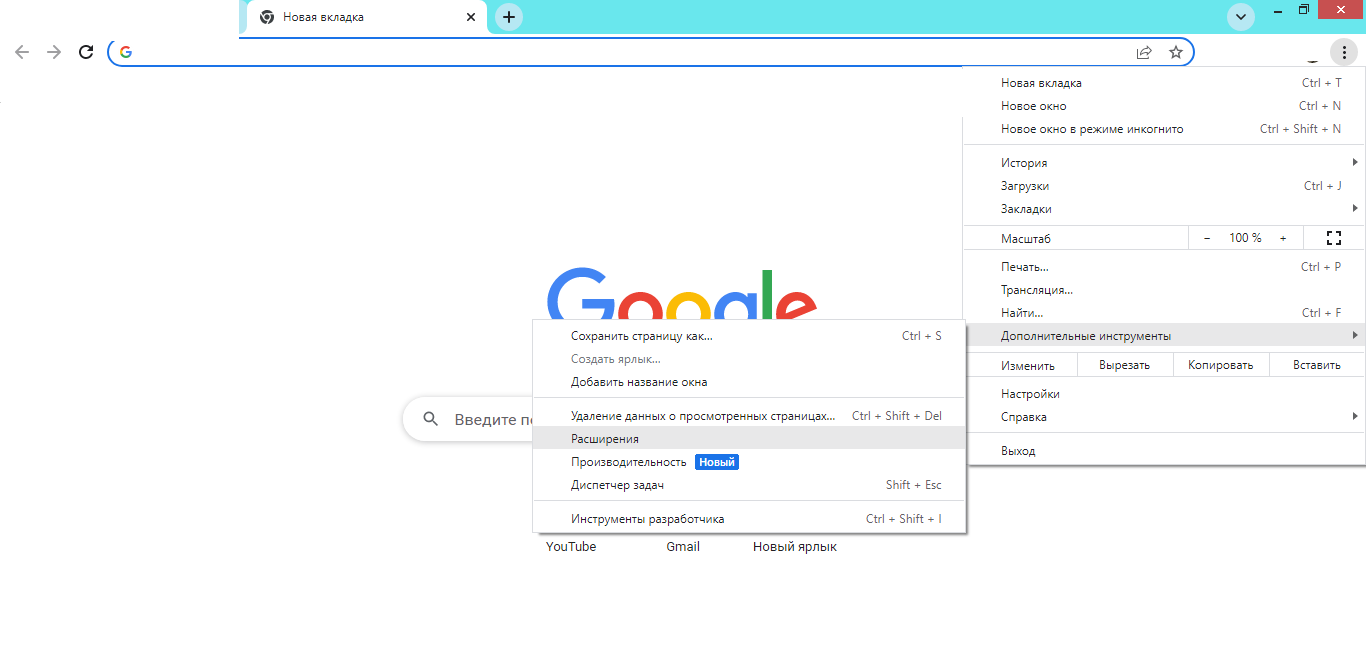 Новая вкладка
Новая вкладка Ctrl + T
Новое окно Ctrl + N
Новое окно в режиме инкогнито Ctrl + Shift + N
История
Загрузки Ctrl + J
Закладки
Масштаб – 100 % +
Печать... Ctrl + P
Трансляция...
Найти... Ctrl + F
Дополнительные инструменты
Изменить Вырезать Копировать Вставить
Настройки
Справка
Выход
Google
Сохранить страницу как... Ctrl + S
Создать ярлык...
Добавить название окна
Удаление данных о просмотренных страницах... Ctrl + Shift + Del
Расширения
Производительность Новый
Диспетчер задач Shift + Esc
Инструменты разработчика Ctrl + Shift + I
Введите
YouTube Gmail Новый ярлык